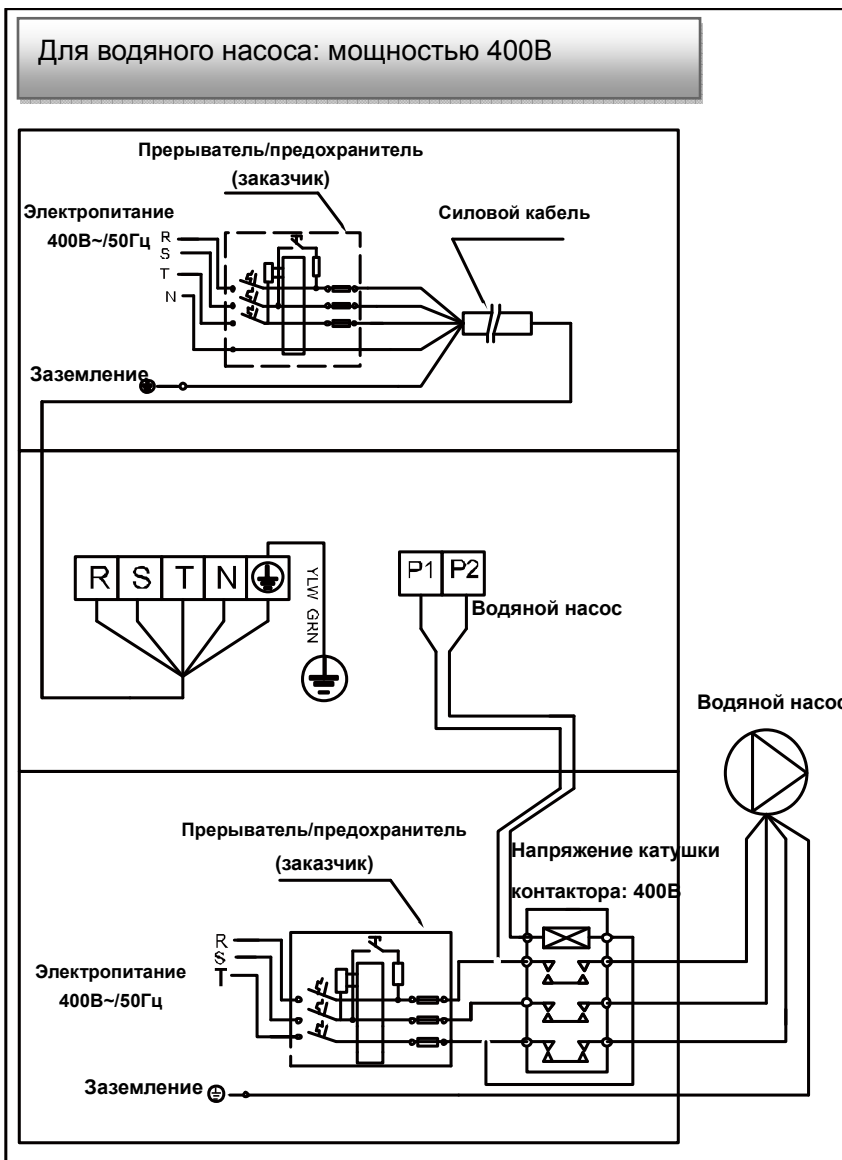 Для водяного насоса: мощностью 400В
Прерыватель/предохранитель
(заказчик)
Электропитание
400В~/50Гц
R
S
T
N
Силовой кабель
Заземление
R S T N
YLW GRN
P1 P2
Водяной насос
Водяной насос
Прерыватель/предохранитель
(заказчик)
Напряжение катушки
контактора: 400В
R
S
T
Электропитание
400В~/50Гц
Заземление